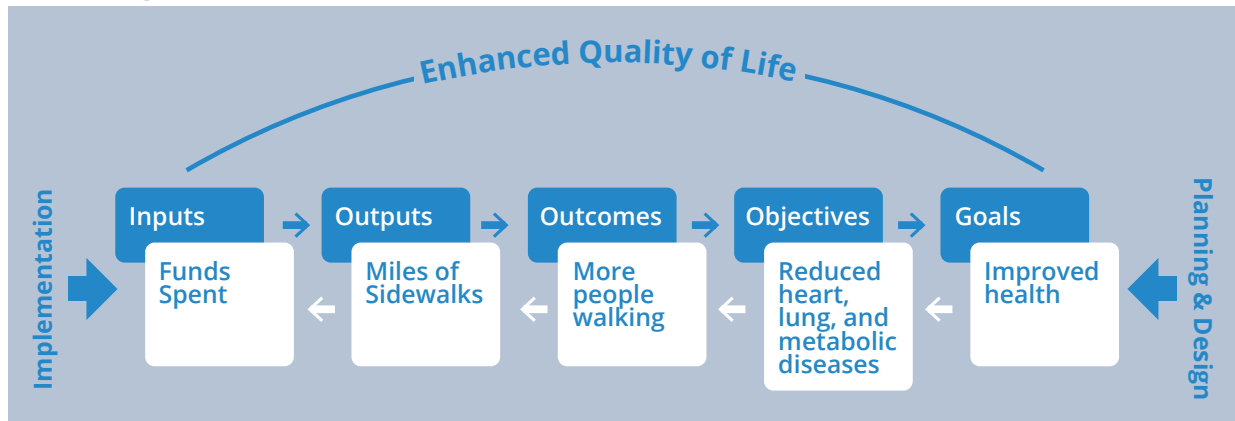 Enhanced Quality of Life
Implementation
Inputs
Funds
Spent
Outputs
Miles of
Sidewalks
Outcomes
More
people
walking
Objectives
Reduced
heart,
lung, and
metabolic
diseases
Goals
Improved
health
Planning & Design